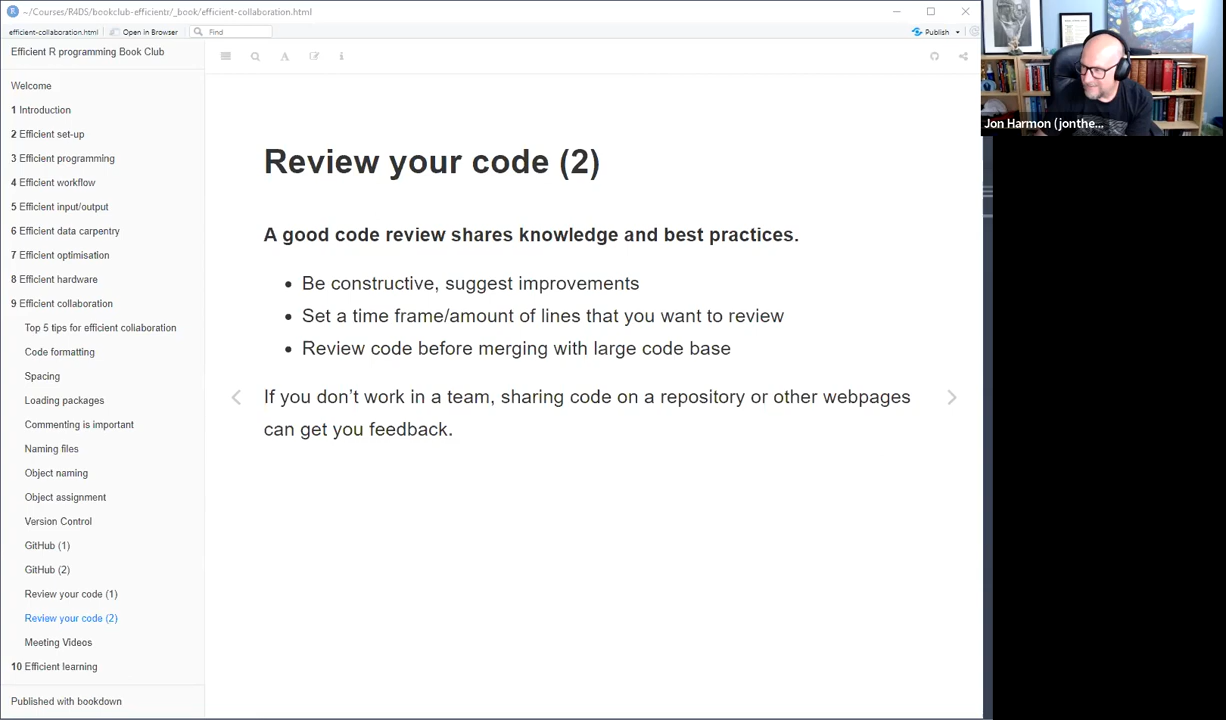 ~/Courses/R4DS/bookclub-efficientr/_book/efficient-collaboration.html
efficient-collaboration.html
Open in Browser
Find
Publish
Efficient R programming Book Club
Welcome
1 Introduction
2 Efficient set-up
3 Efficient programming
4 Efficient workflow
5 Efficient input/output
6 Efficient data carpentry
7 Efficient optimisation
8 Efficient hardware
9 Efficient collaboration
Top 5 tips for efficient collaboration
Code formatting
Spacing
Loading packages
Commenting is important
Naming files
Object naming
Object assignment
Version Control
GitHub (1)
GitHub (2)
Review your code (1)
Review your code (2)
Meeting Videos
10 Efficient learning
Published with bookdown
Review your code (2)
A good code review shares knowledge and best practices.
• Be constructive, suggest improvements
• Set a time frame/amount of lines that you want to review
• Review code before merging with large code base
If you don’t work in a team, sharing code on a repository or other webpages
can get you feedback.
Jon Harmon (jonthe...